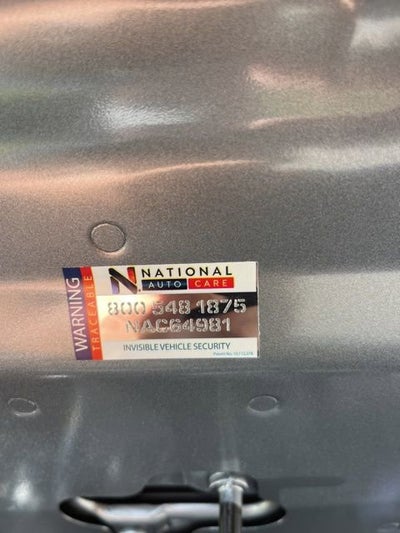 WARNING
TRACEABLE
N NATIONAL
AUTO CARE
800 548 1875
NAC64981
INVISIBLE VEHICLE SECURITY